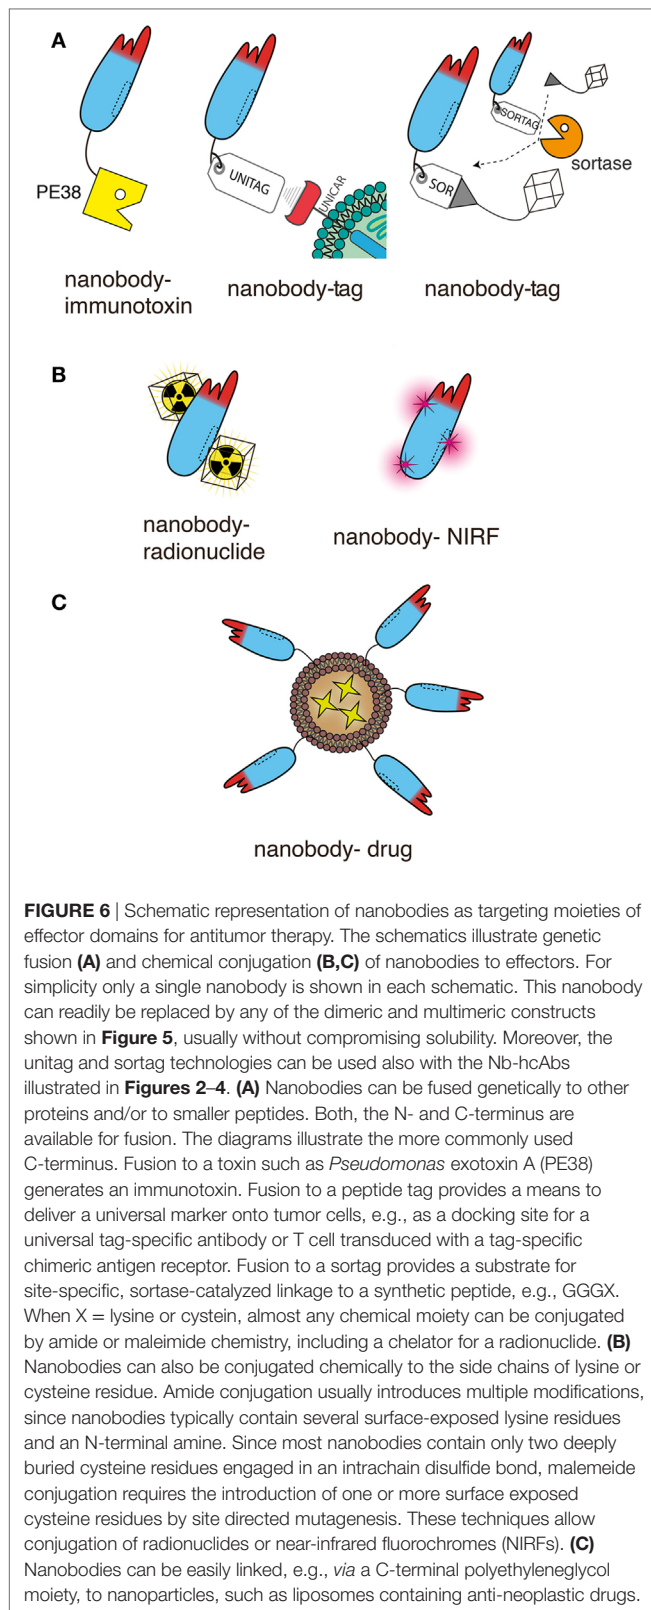 A
UNITAG
UNICAR
SORTAG
sortase
SOR
PE38
nanobody-
immunotoxin
nanobody-tag
nanobody-tag
B
nanobody-
radionuclide
nanobody- NIRF
C
nanobody- drug
FIGURE 6 | Schematic representation of nanobodies as targeting moieties of
effector domains for antitumor therapy. The schematics illustrate genetic
fusion (A) and chemical conjugation (B,C) of nanobodies to effectors. For
simplicity only a single nanobody is shown in each schematic. This nanobody
can readily be replaced by any of the dimeric and multimeric constructs
shown in Figure 5, usually without compromising solubility. Moreover, the
unitag and sortag technologies can be used also with the Nb-hcAbs
illustrated in Figures 2–4. (A) Nanobodies can be fused genetically to other
proteins and/or to smaller peptides. Both, the N- and C-terminus are
available for fusion. The diagrams illustrate the more commonly used
C-terminus. Fusion to a toxin such as Pseudomonas exotoxin A (PE38)
generates an immunotoxin. Fusion to a peptide tag provides a means to
deliver a universal marker onto tumor cells, e.g., as a docking site for a
universal tag-specific antibody or T cell transduced with a tag-specific
chimeric antigen receptor. Fusion to a sortag provides a substrate for
site-specific, sortase-catalyzed linkage to a synthetic peptide, e.g., GGGX.
When X = lysine or cystein, almost any chemical moiety can be conjugated
by amide or maleimide chemistry, including a chelator for a radionuclide. (B)
Nanobodies can also be conjugated chemically to the side chains of lysine or
cysteine residue. Amide conjugation usually introduces multiple modifications,
since nanobodies typically contain several surface-exposed lysine residues
and an N-terminal amine. Since most nanobodies contain only two deeply
buried cysteine residues engaged in an intrachain disulfide bond, malemeide
conjugation requires the introduction of one or more surface exposed
cysteine residues by site directed mutagenesis. These techniques allow
conjugation of radionuclides or near-infrared fluorochromes (NIRFs). (C)
Nanobodies can be easily linked, e.g., via a C-terminal polyethyleneglycol
moiety, to nanoparticles, such as liposomes containing anti-neoplastic drugs.